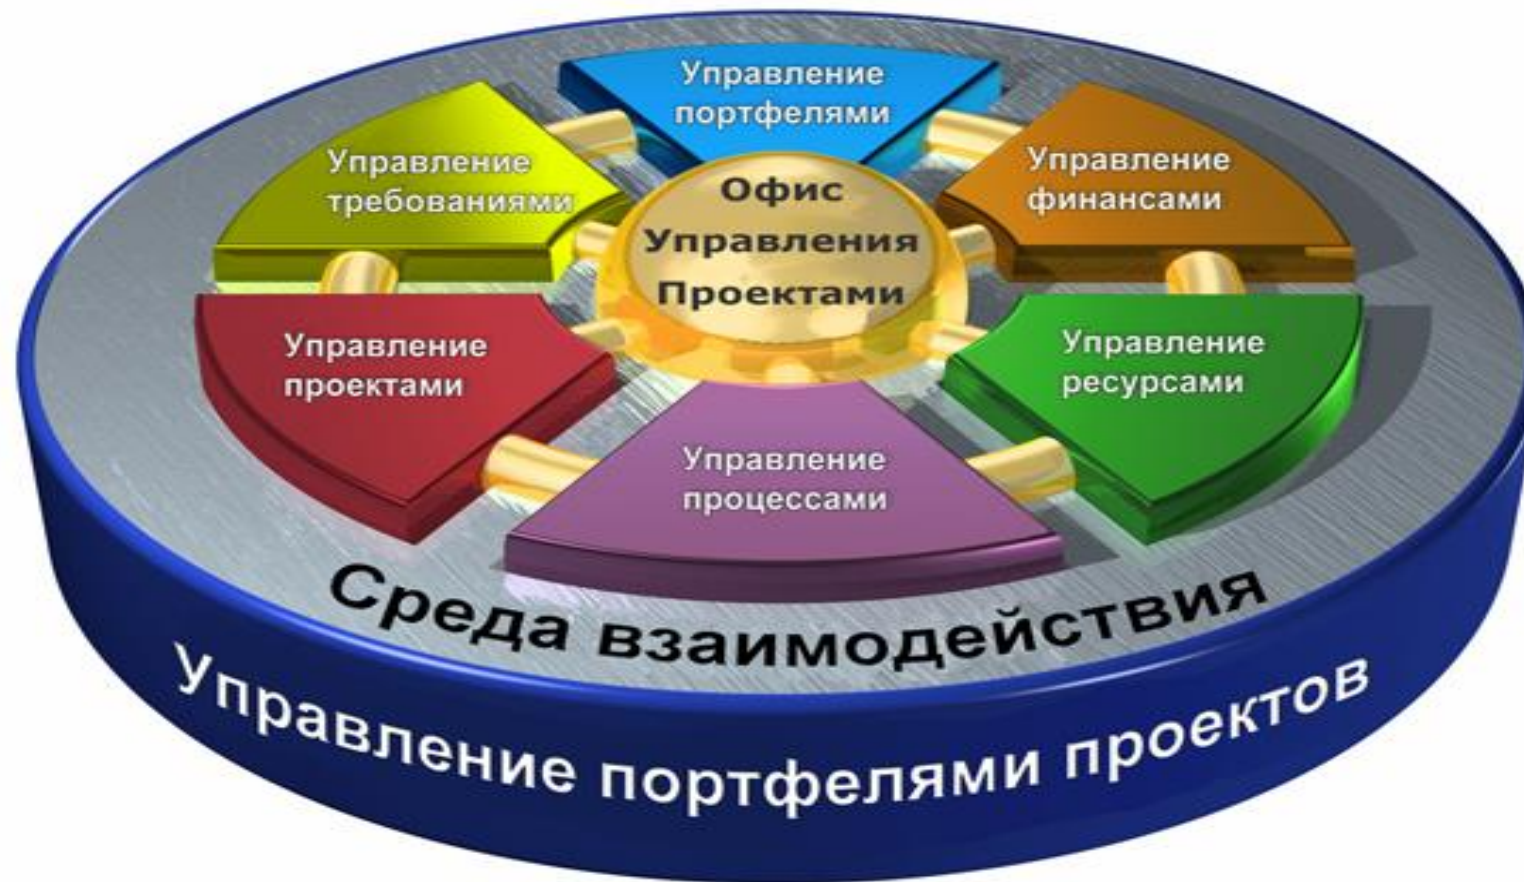 Управление
портфелями
Управление
требованиями
Управление
финансами
Офис
Управления
Проектами
Управление
проектами
Управление
ресурсами
Управление
процессами
Среда взаимодействия
Управление портфелями проектов